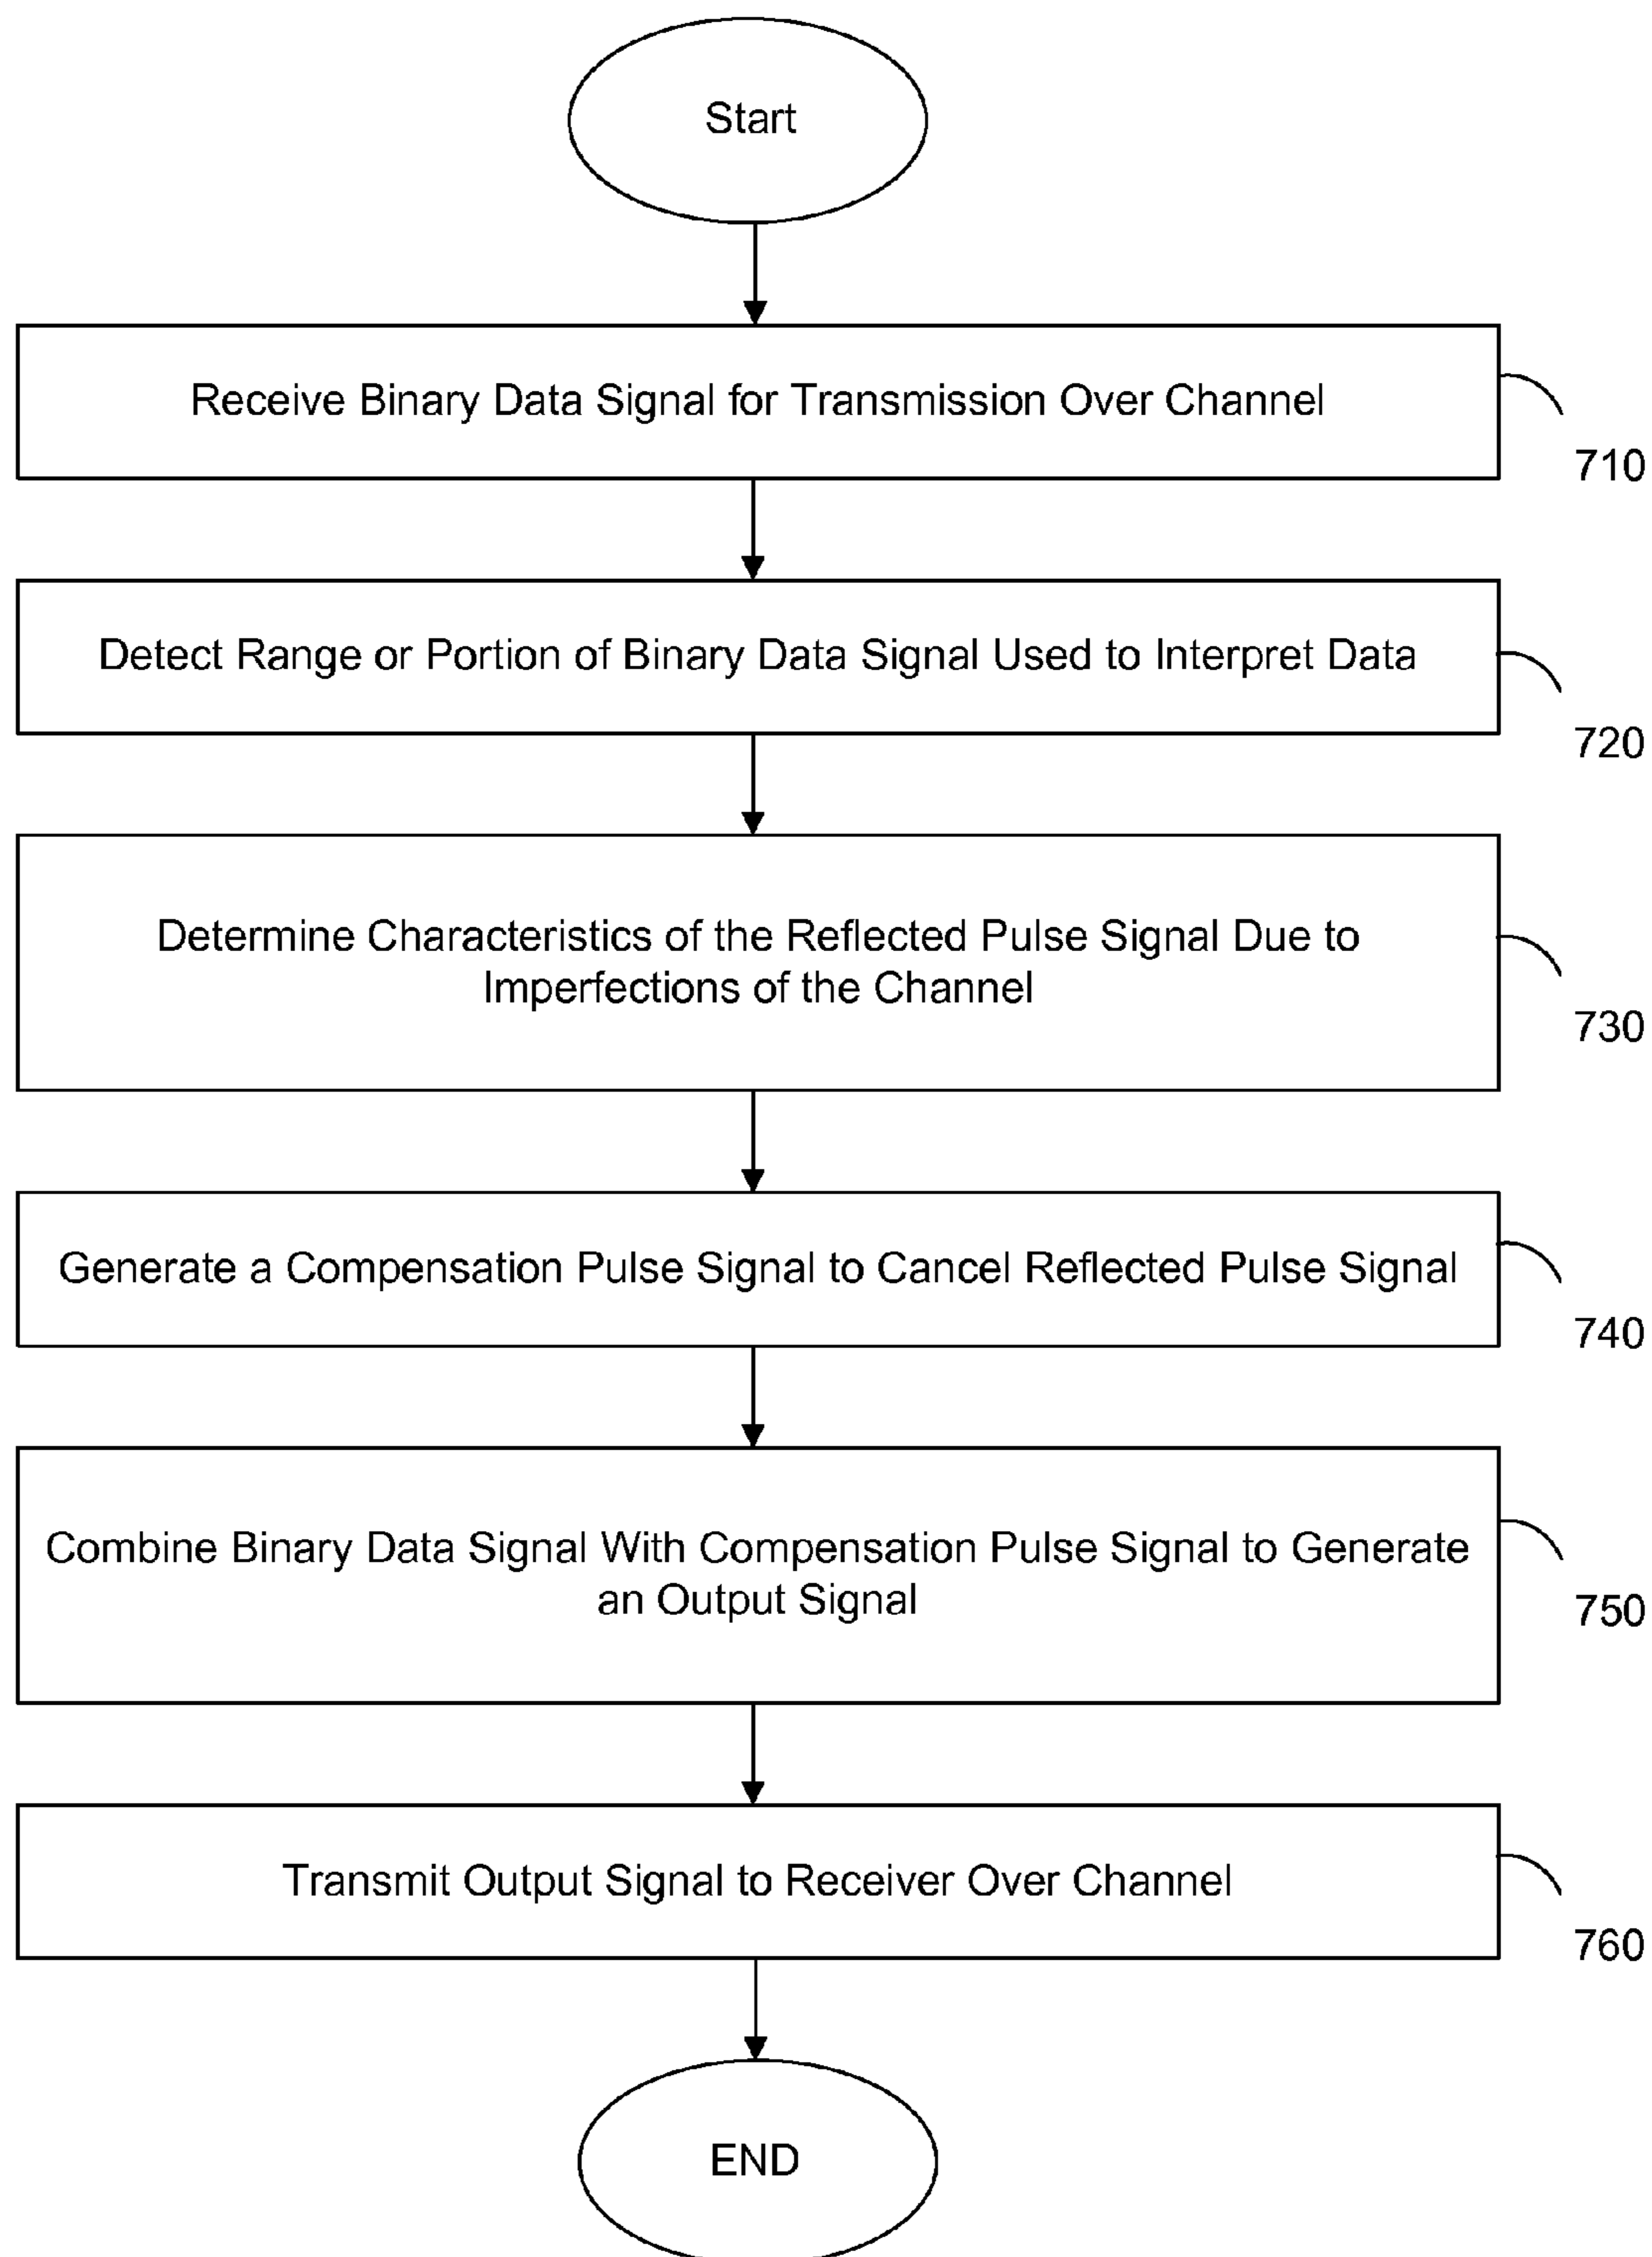 Start
Receive Binary Data Signal for Transmission Over Channel
710
Detect Range or Portion of Binary Data Signal Used to Interpret Data
720
Determine Characteristics of the Reflected Pulse Signal Due to
Imperfections of the Channel
730
Generate a Compensation Pulse Signal to Cancel Reflected Pulse Signal
740
Combine Binary Data Signal With Compensation Pulse Signal to Generate
an Output Signal
750
Transmit Output Signal to Receiver Over Channel
760
END